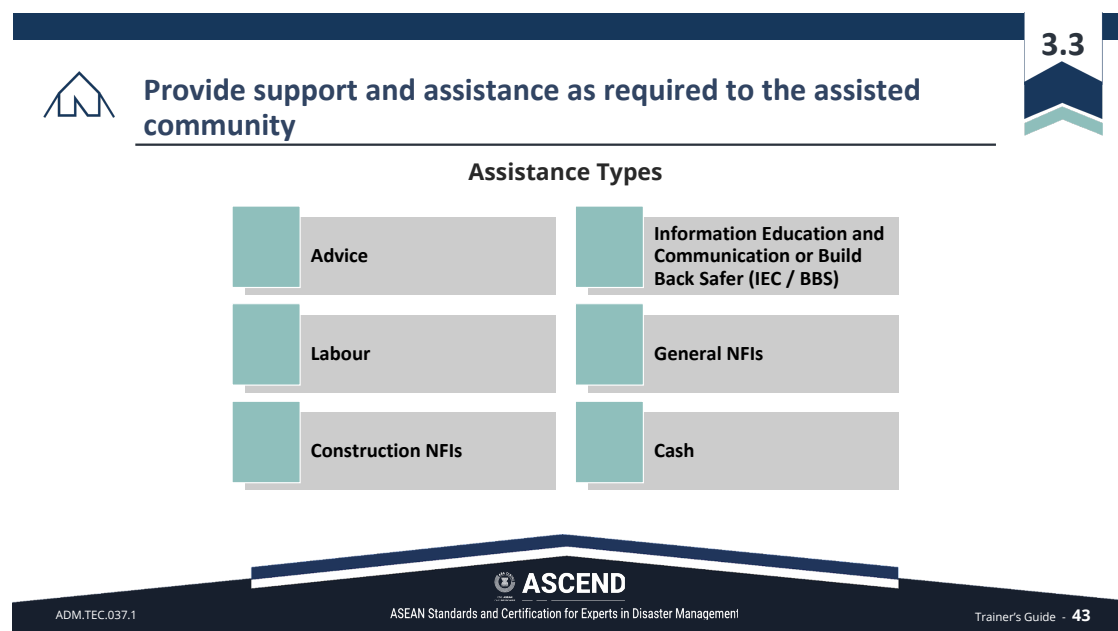 3.3
Provide support and assistance as required to the assisted
community
Assistance Types
Advice
Information Education and
Communication or Build
Back Safer (IEC / BBS)
Labour
General NFIs
Construction NFIs
Cash
ASCEND
ASEAN Standards and Certification for Experts in Disaster Management
ADM.TEC.037.1
Trainer's Guide - 43